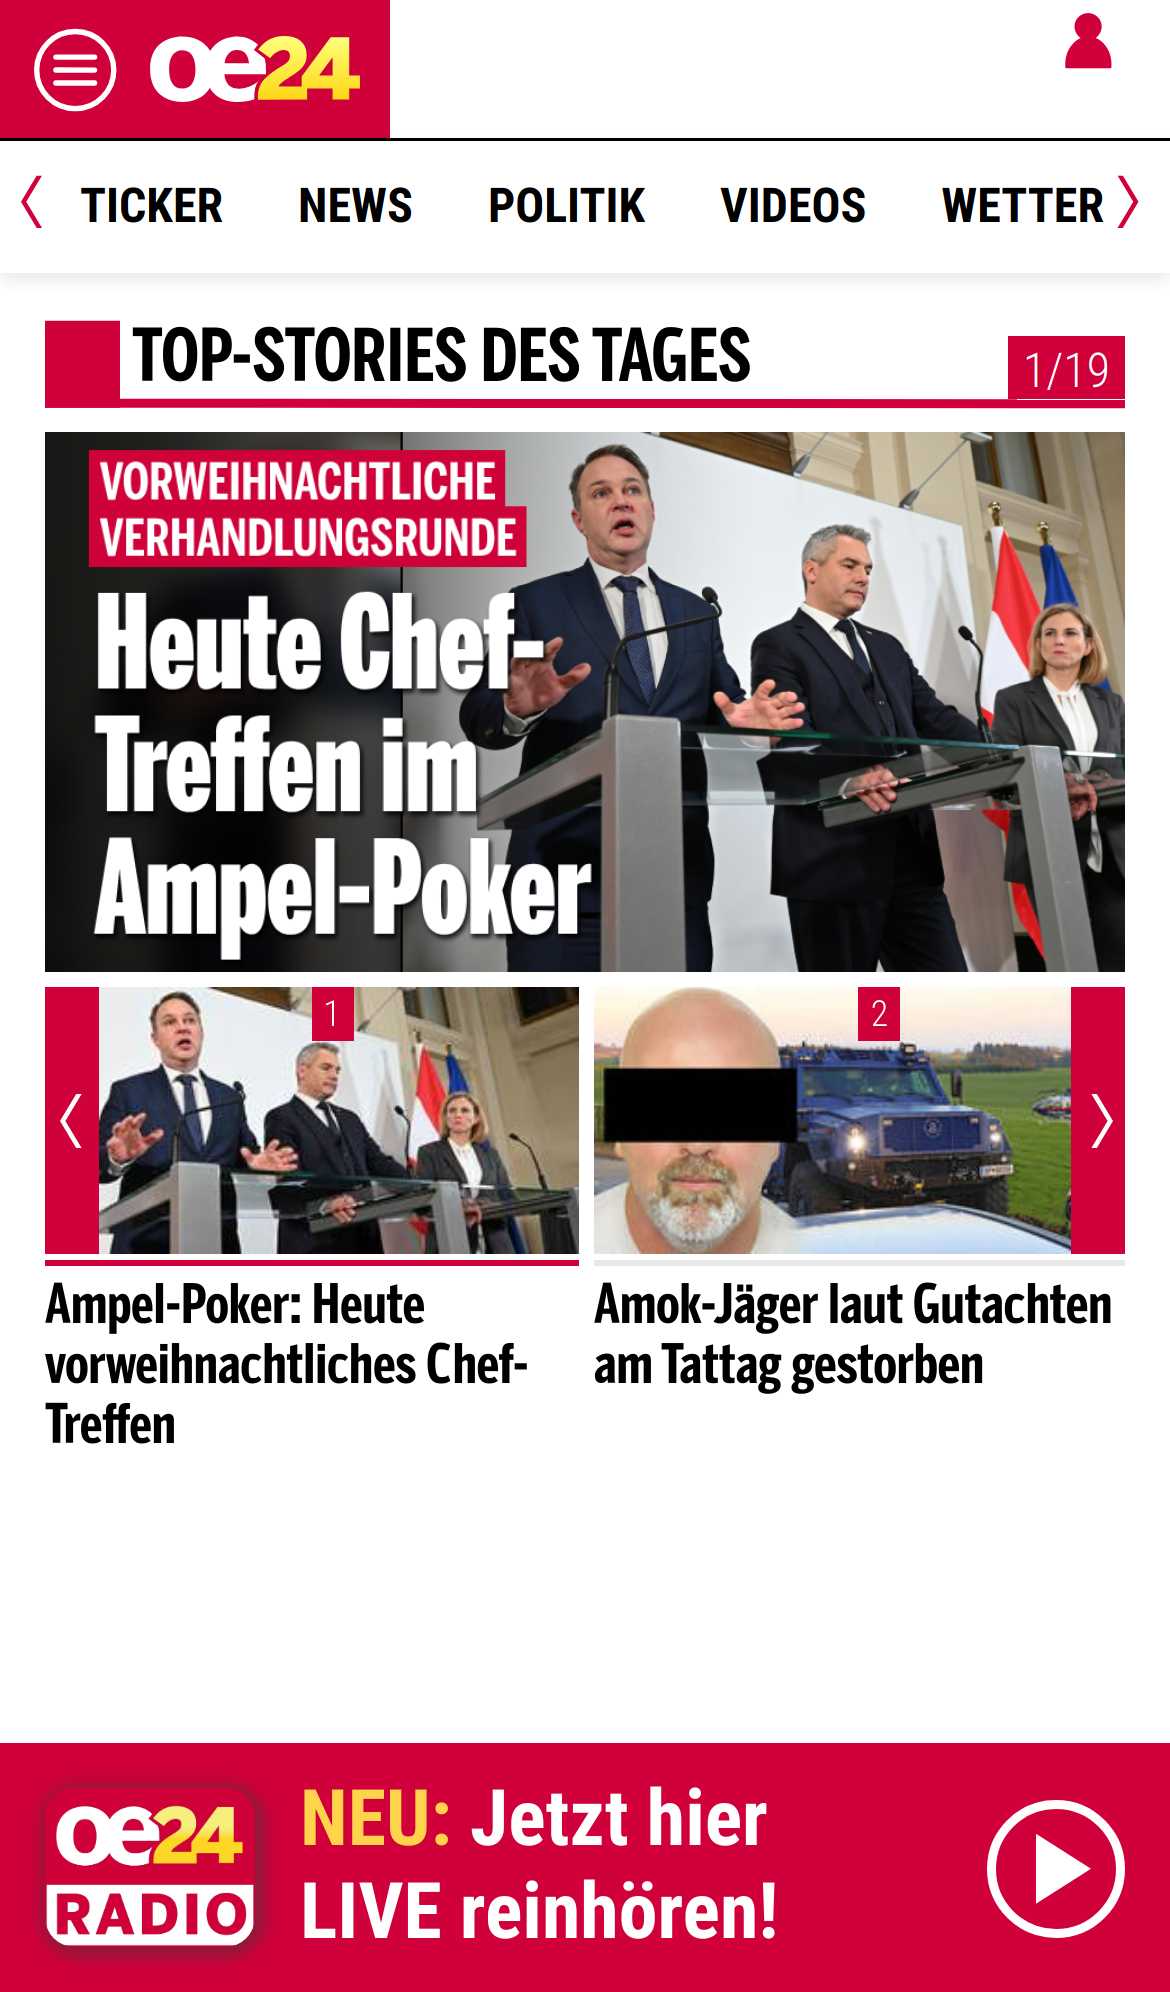 oe24
TICKER NEWS POLITIK VIDEOS WETTER
TOP-STORIES DES TAGES
1/19
VORWEIHNACHTLICHE
VERHANDLUNGSRUNDE
Heute Chef-
Treffen im
Ampel-Poker
1
2
Ampel-Poker: Heute
vorweihnachtliches Chef-
Treffen
Amok-Jäger laut Gutachten
am Tattag gestorben
oe24
RADIO
NEU: Jetzt hier
LIVE reinhören!